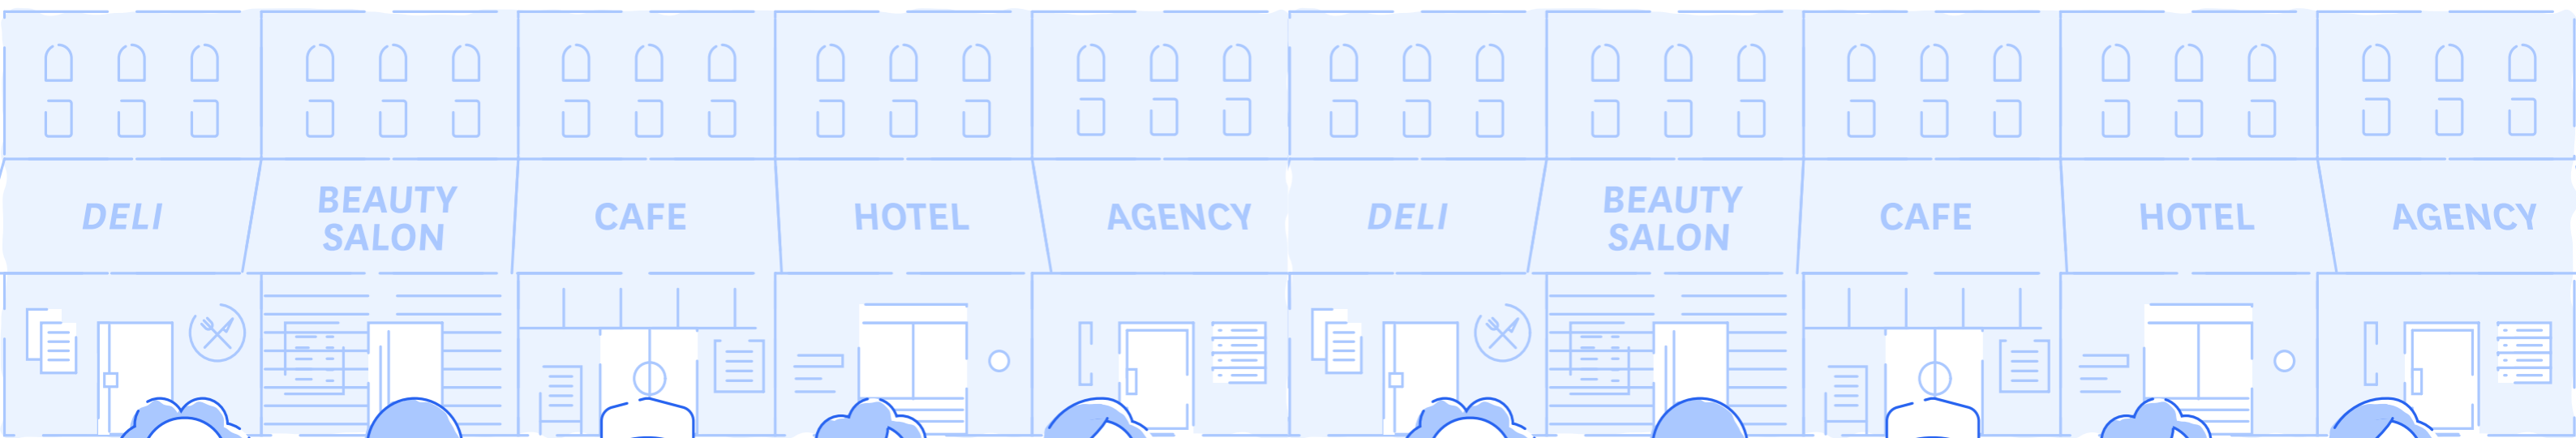 DELI
BEAUTY
SALON
CAFE
HOTEL
AGENCY
DELI
BEAUTY
SALON
CAFE
HOTEL
AGENCY